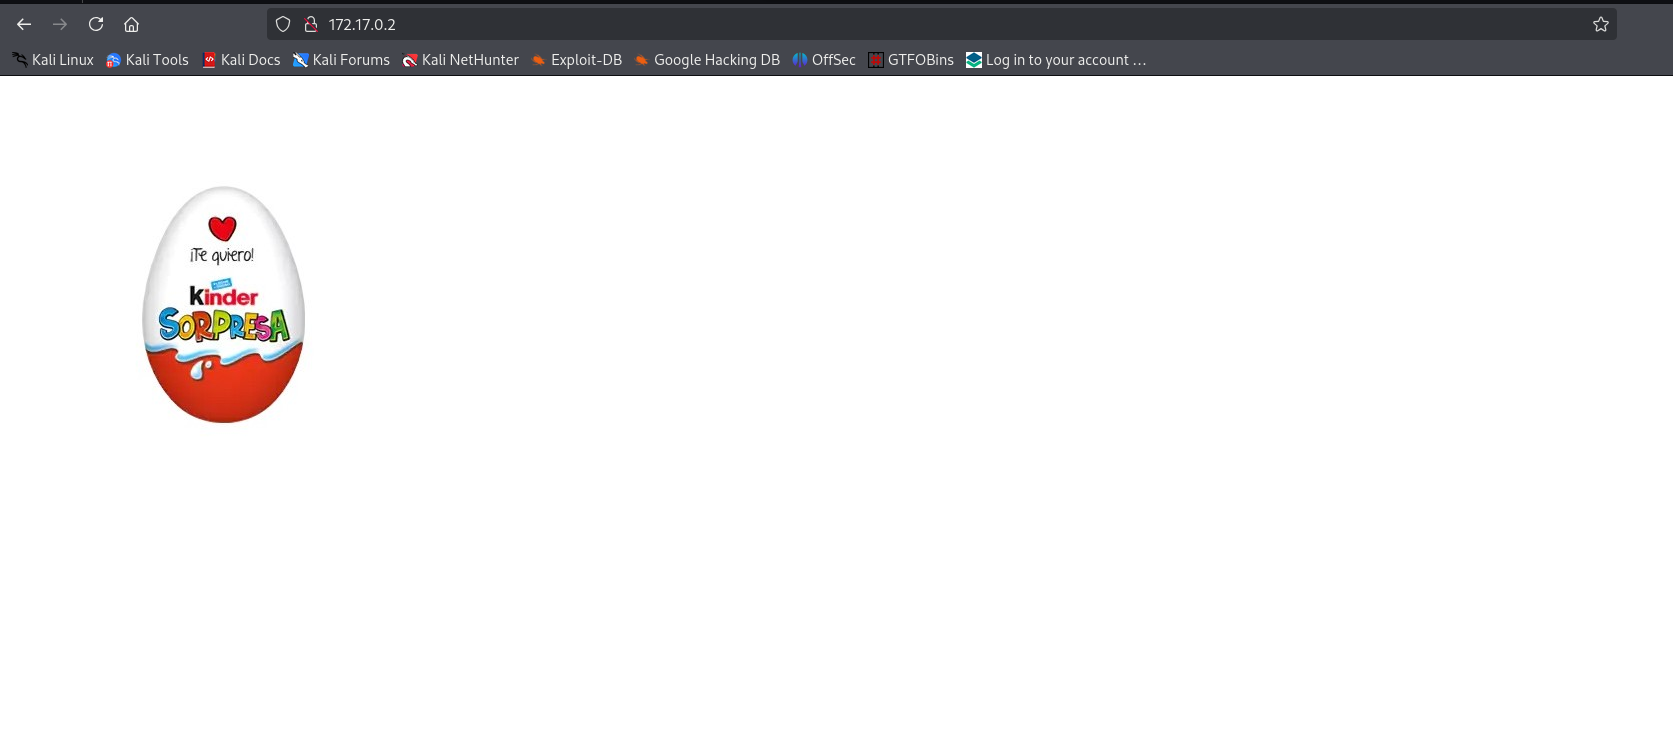 172.17.0.2
Kali Linux Kali Tools Kali Docs Kali Forums Kali NetHunter Exploit-DB Google Hacking DB OffSec GTFOBins Log in to your account ...
¡Te quiero!
Kinder
SORPRESA